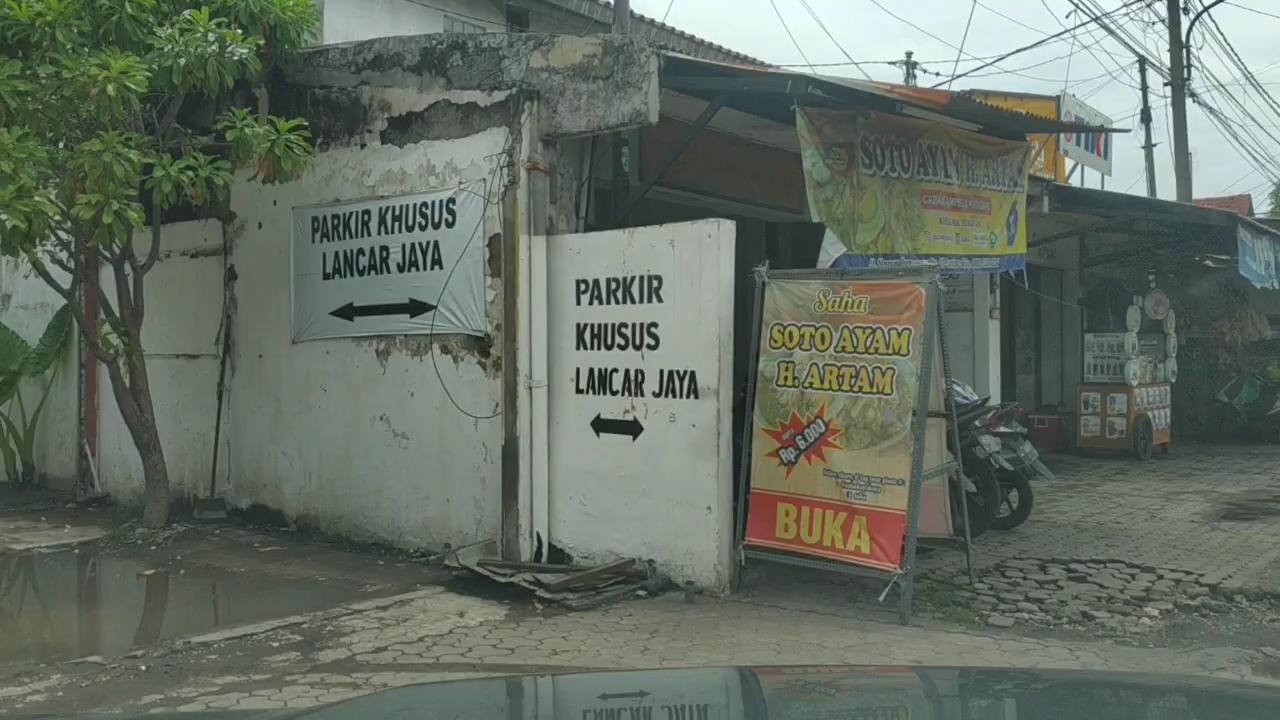 PARKIR KHUSUS
LANCAR JAYA
PARKIR
KHUSUS
LANCAR JAYA
SOTO AYAM
Saha
SOTO AYAM
H. ARTAM
Rp. 6.000
BUKA